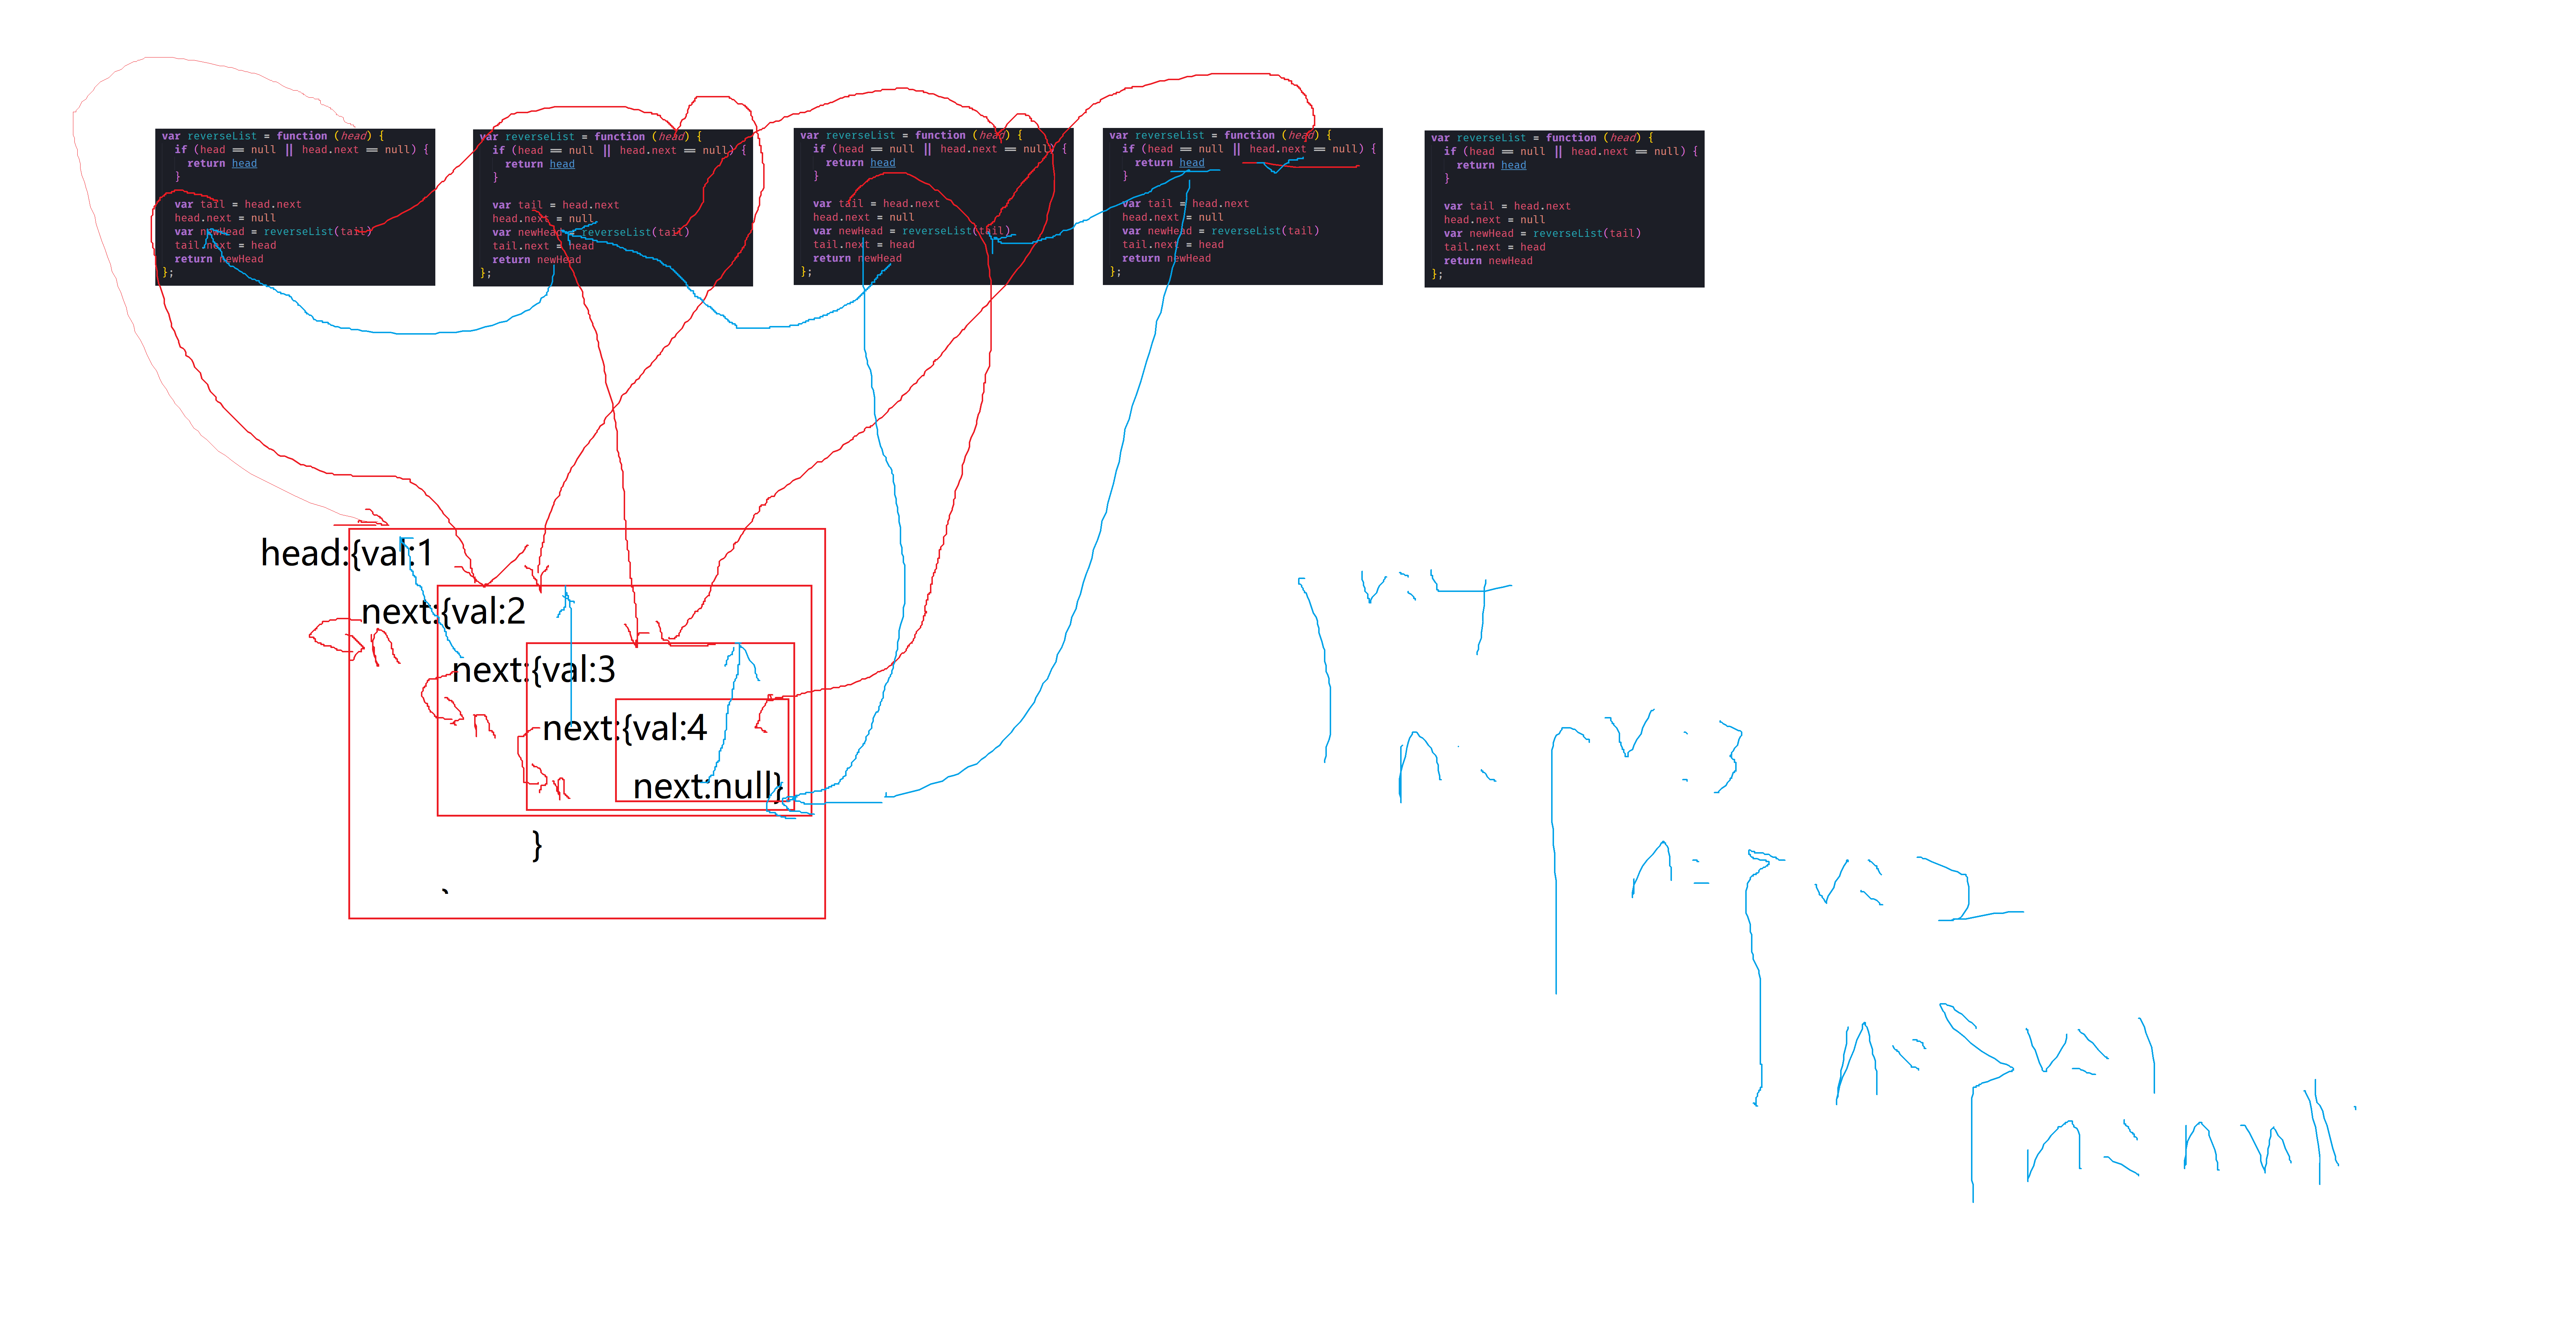 var reverseList = function (head) {
if (head == null || head.next == null) {
return head
}
var tail = head.next
head.next = null
var newHead = reverseList(tail)
tail.next = head
return newHead
};
var reverseList = function (head) {
if (head == null || head.next == null) {
return head
}
var tail = head.next
head.next = null
var newHead = reverseList(tail)
tail.next = head
return newHead
};
var reverseList = function (head) {
if (head == null || head.next == null) {
return head
}
var tail = head.next
head.next = null
var newHead = reverseList(tail)
tail.next = head
return newHead
};
var reverseList = function (head) {
if (head == null || head.next == null) {
return head
}
var tail = head.next
head.next = null
var newHead = reverseList(tail)
tail.next = head
return newHead
};
var reverseList = function (head) {
if (head == null || head.next == null) {
return head
}
var tail = head.next
head.next = null
var newHead = reverseList(tail)
tail.next = head
return newHead
};
head:{val:1
next:{val:2
n
next:{val:3
n
next:{val:4
n
next:null}
}
v:4
n:{v:3
n:{v:2
n:{v:1
n:null